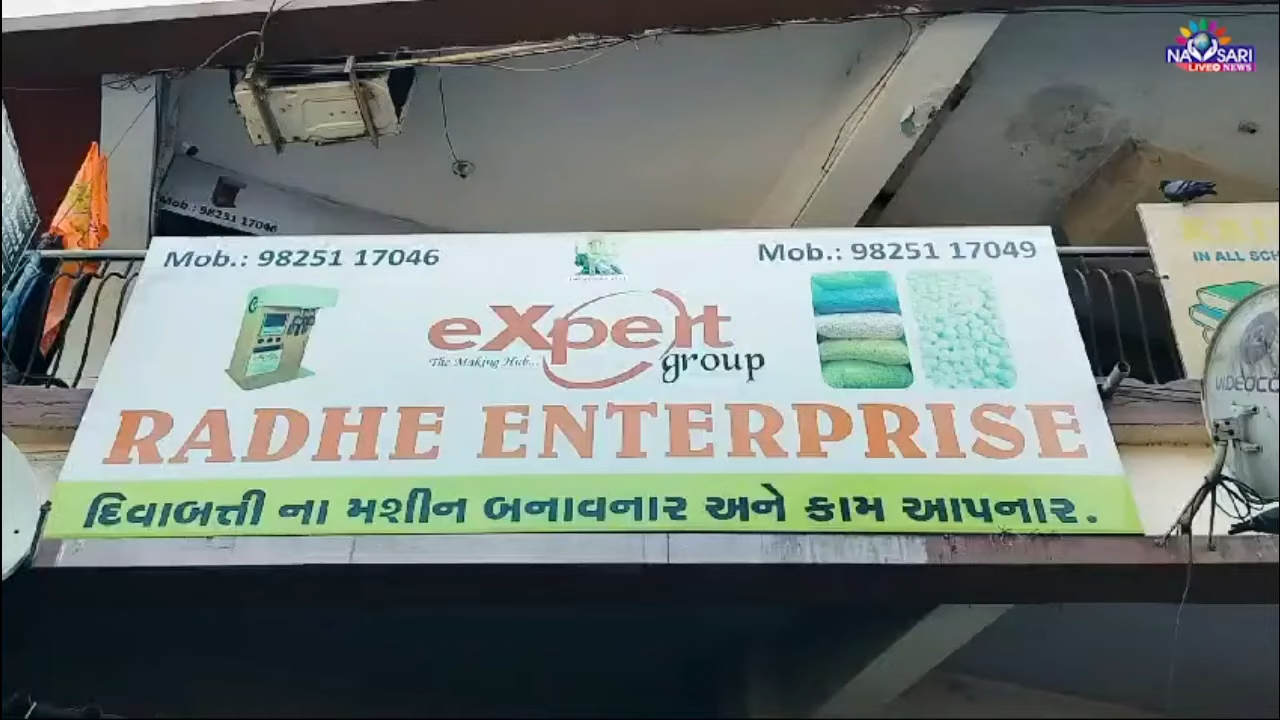 NAVSARI
LIVE NEWS
Mob.: 98251 17046
Mob.: 98251 17046
Mob.: 98251 17049
IN ALL SCH
eXpert
The Making Hub...
group
VIDEOCO
RADHE ENTERPRISE
દિવાબત્તી ના મશીન બનાવનાર અને કામ આપનાર.